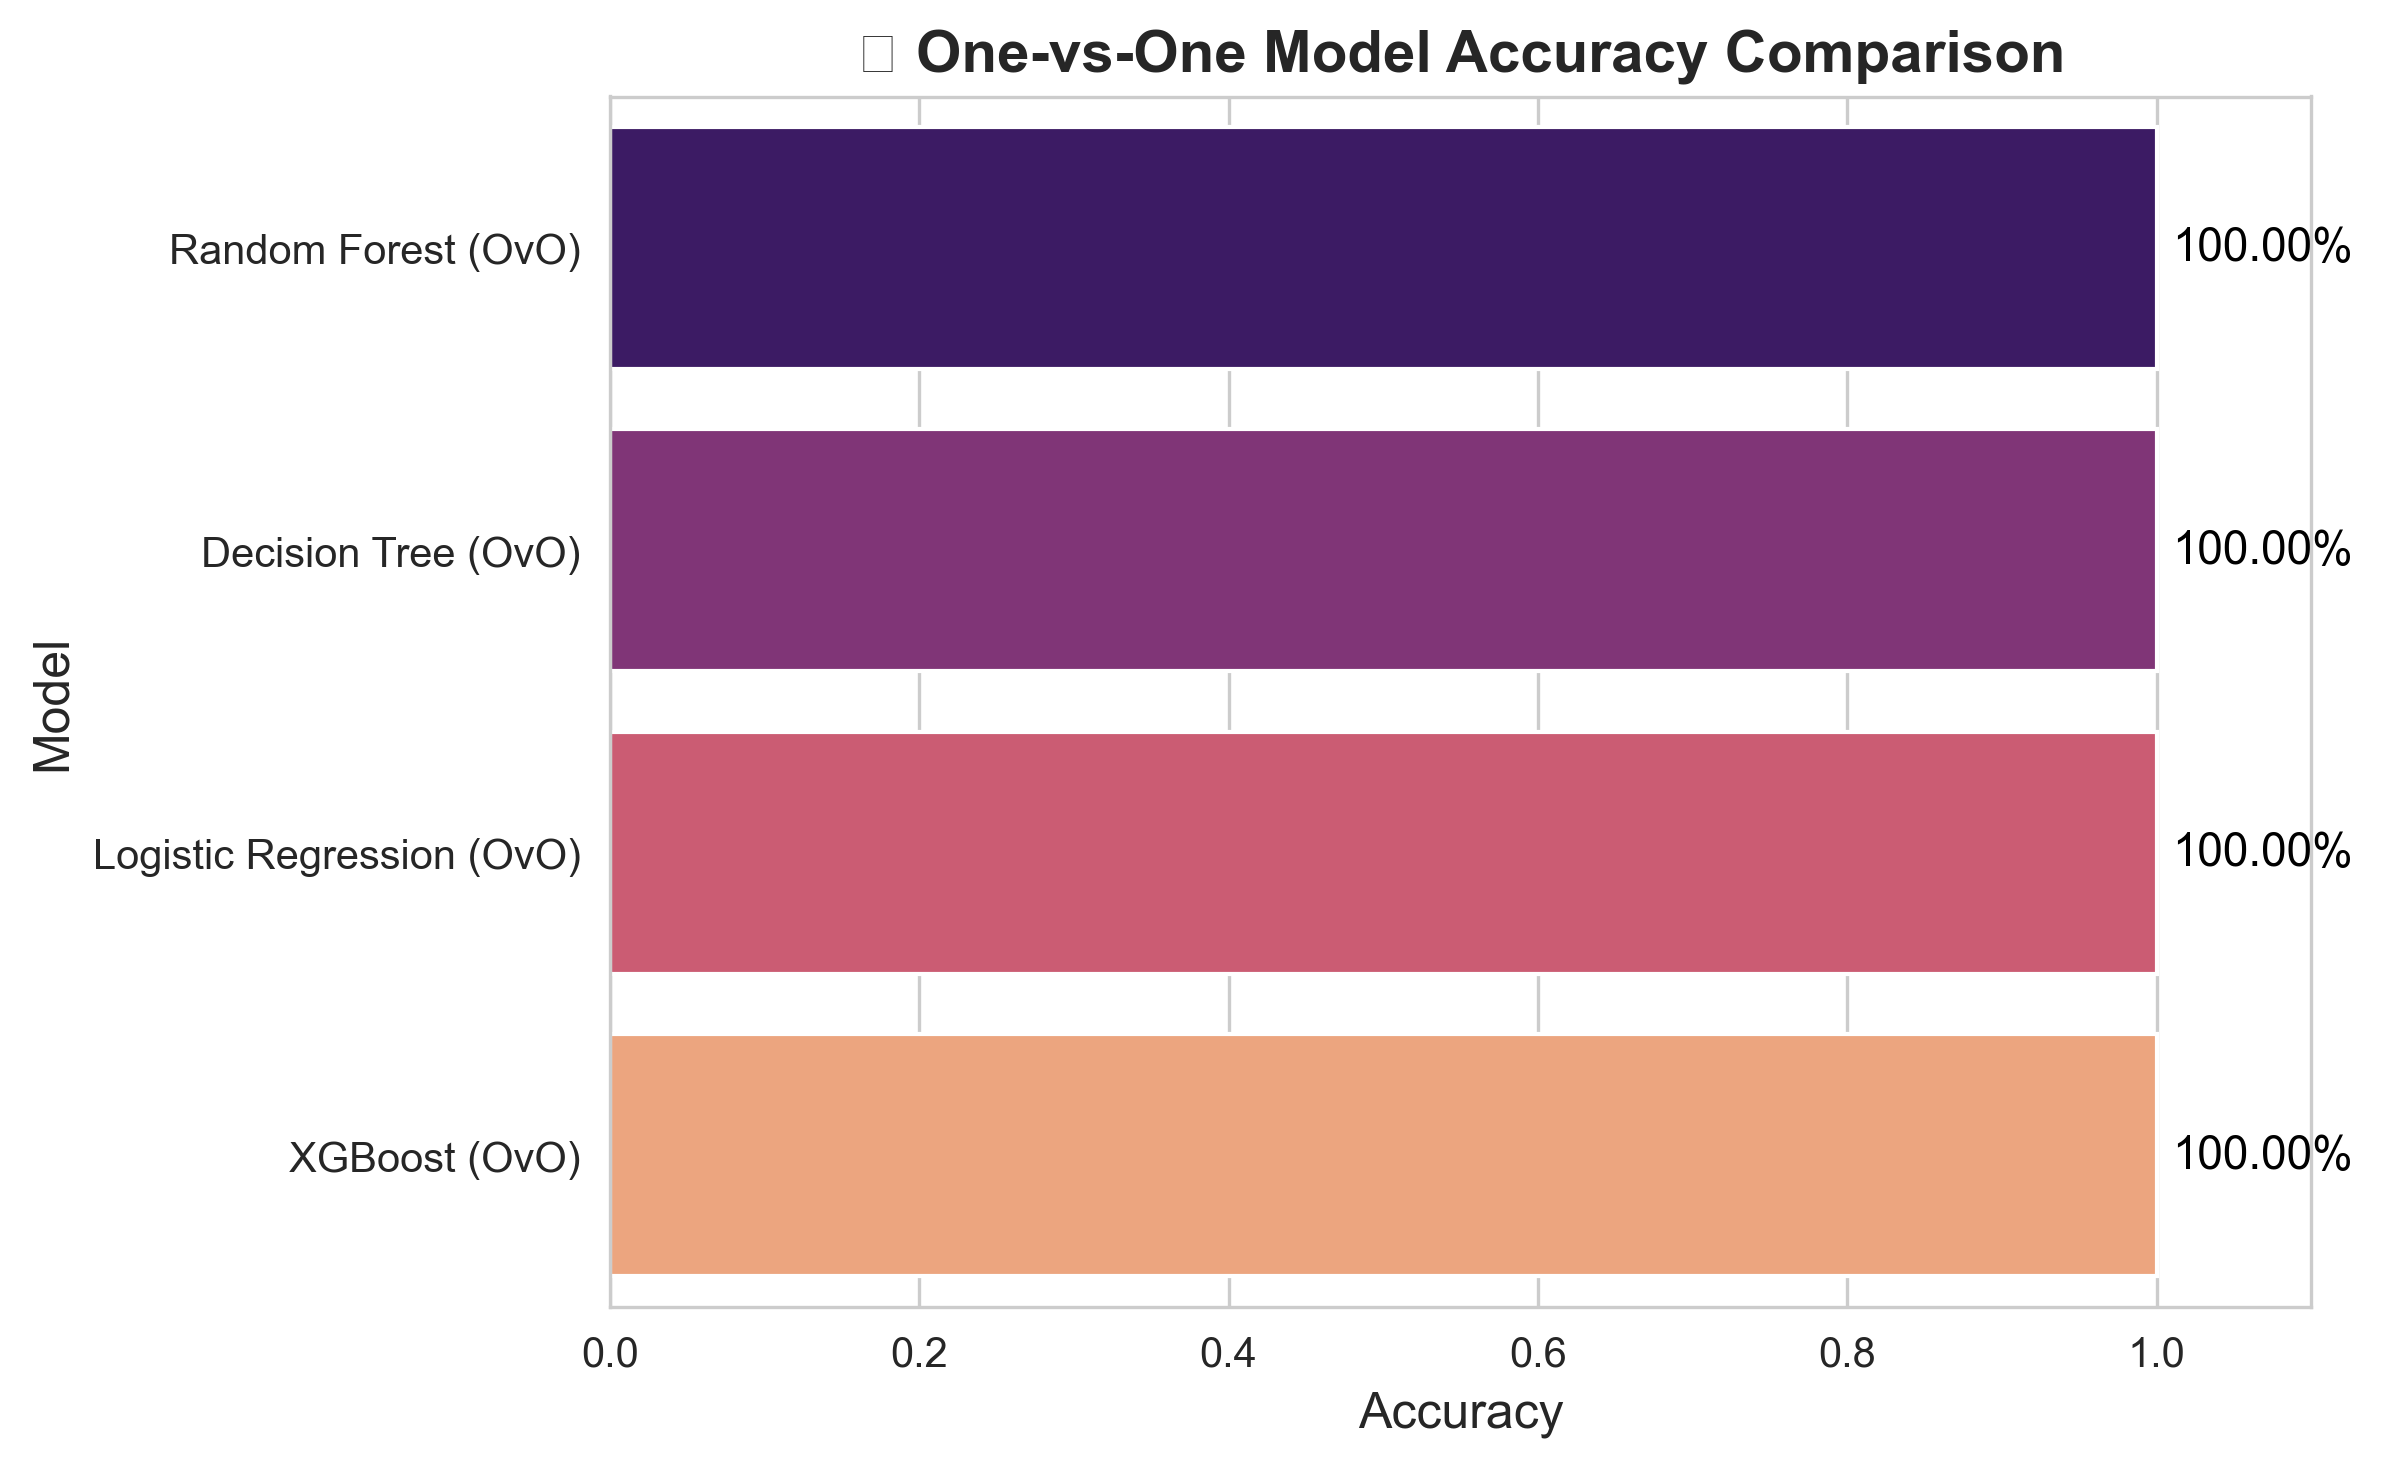 One-vs-One Model Accuracy Comparison
Random Forest (OvO)
100.00%
Decision Tree (OvO)
100.00%
Model
Logistic Regression (OvO)
100.00%
XGBoost (OvO)
100.00%
0.0 0.2 0.4 0.6 0.8 1.0
Accuracy